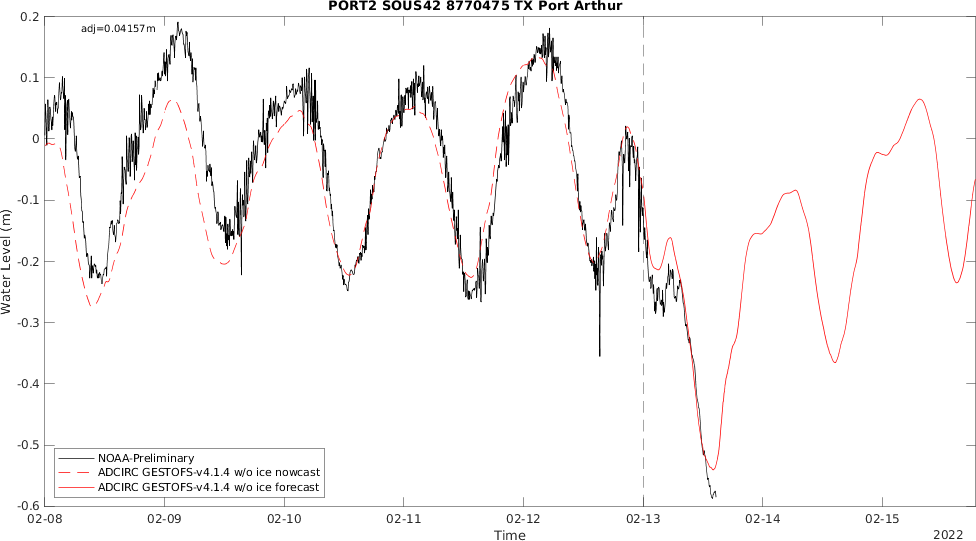 PORT2 SOUS42 8770475 TX Port Arthur
adj=0.04157m
0.2
0.1
0
-0.1
-0.2
-0.3
-0.4
-0.5
-0.6
Water Level (m)
NOAA-Preliminary
ADCIRC GESTOFS-v4.1.4 w/o ice nowcast
ADCIRC GESTOFS-v4.1.4 w/o ice forecast
02-08 02-09 02-10 02-11 02-12 02-13 02-14 02-15
Time
2022